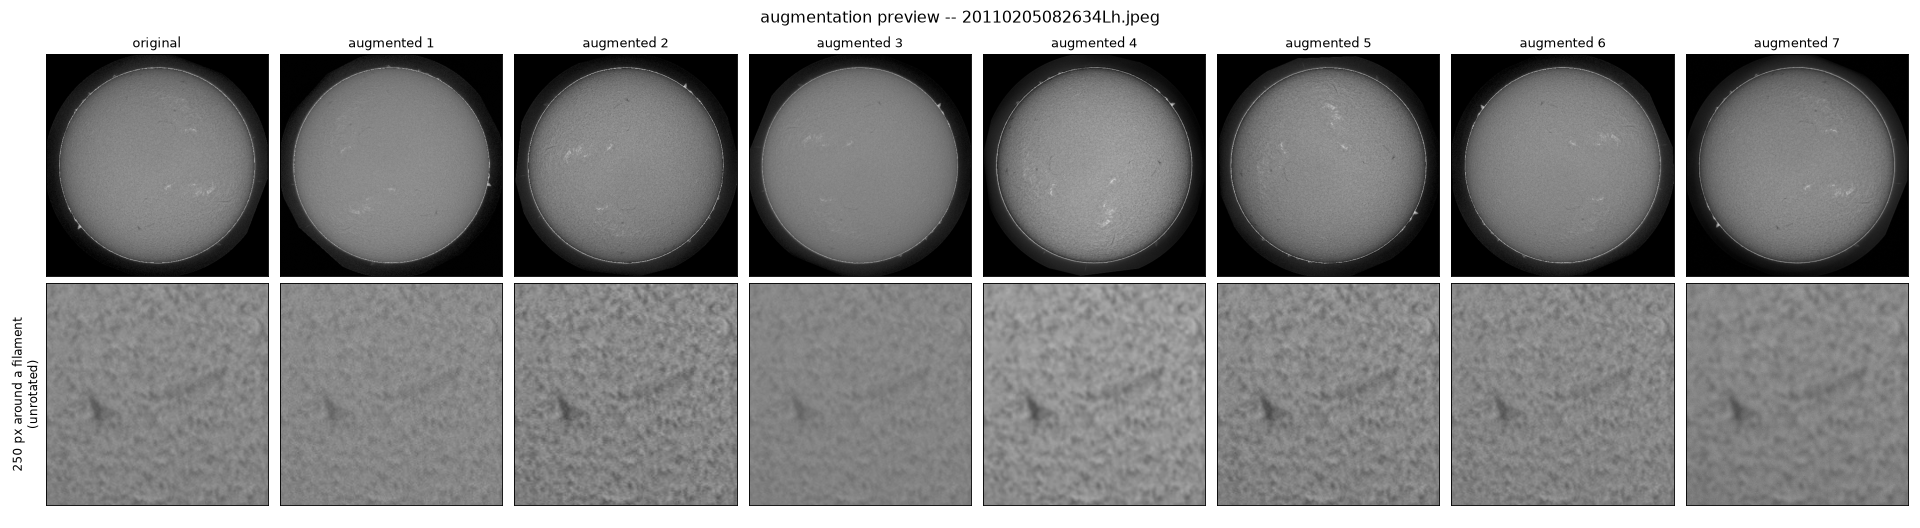 augmentation preview -- 20110205082634Lh.jpeg
original
augmented 1
augmented 2
augmented 3
augmented 4
augmented 5
augmented 6
augmented 7
250 px around a filament
(unrotated)